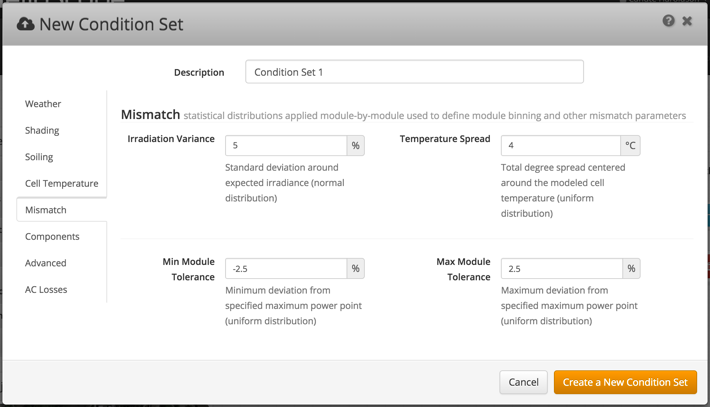 New Condition Set
Description
Condition Set 1
Weather
Shading
Soiling
Cell Temperature
Mismatch
Components
Advanced
AC Losses
Mismatch statistical distributions applied module-by-module used to define module binning and other mismatch parameters
Irradiation Variance
5 %
Standard deviation around
expected irradiance (normal
distribution)
Temperature Spread
4 °C
Total degree spread centered
around the modeled cell
temperature (uniform
distribution)
Min Module
Tolerance
-2.5 %
Minimum deviation from
specified maximum power point
(uniform distribution)
Max Module
Tolerance
2.5 %
Maximum deviation from
specified maximum power point
(uniform distribution)
Cancel
Create a New Condition Set